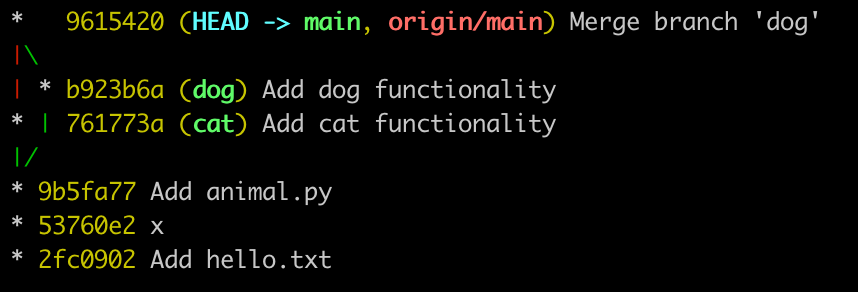 *   9615420 (HEAD -> main, origin/main) Merge branch 'dog'
|\
| * b923b6a (dog) Add dog functionality
* | 761773a (cat) Add cat functionality
|/
* 9b5fa77 Add animal.py
* 53760e2 x
* 2fc0902 Add hello.txt